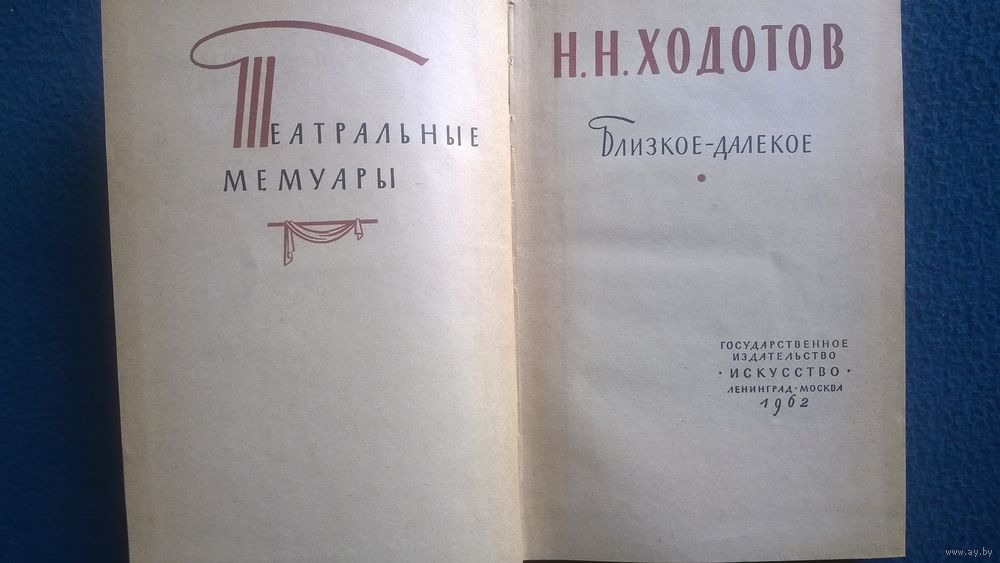 Театральные
мемуары
Н. Н. ХОДОТОВ
Близкое-далекое
ГОСУДАРСТВЕННОЕ
ИЗДАТЕЛЬСТВО
· ИСКУССТВО ·
ЛЕНИНГРАД · МОСКВА
1962
www.ay.by